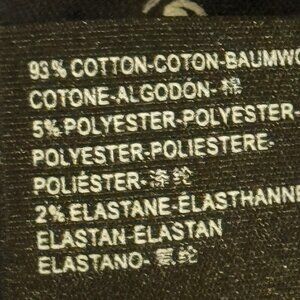 93% COTTON-COTON-BAUMWO
COTONE-ALGODÓN- 棉
5% POLYESTER-POLYESTER-
POLYESTER-POLIESTERE-
POLIÉSTER- 涤纶
2% ELASTANE-ÉLASTHANNE
ELASTAN-ELASTAN
ELASTANO- 氨纶